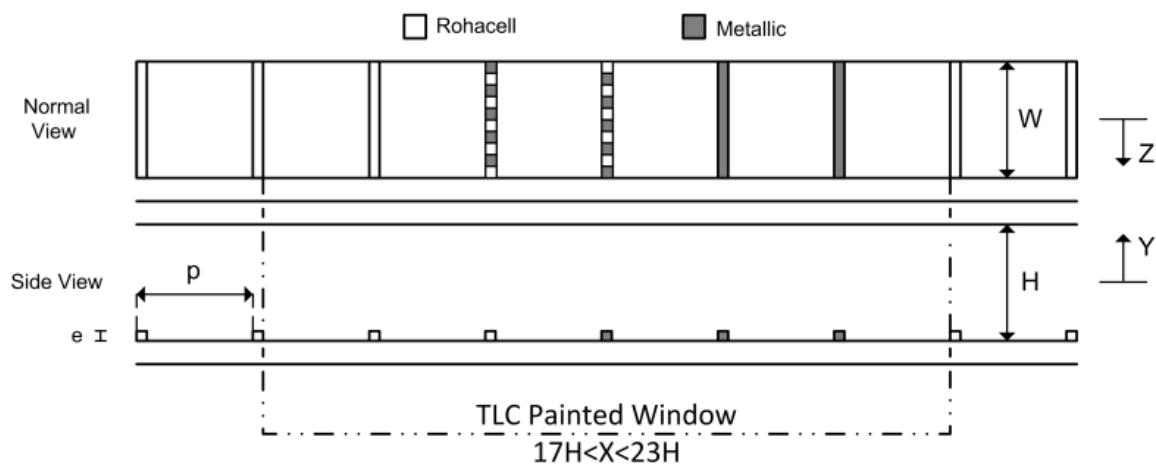 Rohacell
Metallic
Normal
View
W
Z
Y
Side View
p
H
e
TLC Painted Window
17H<X<23H